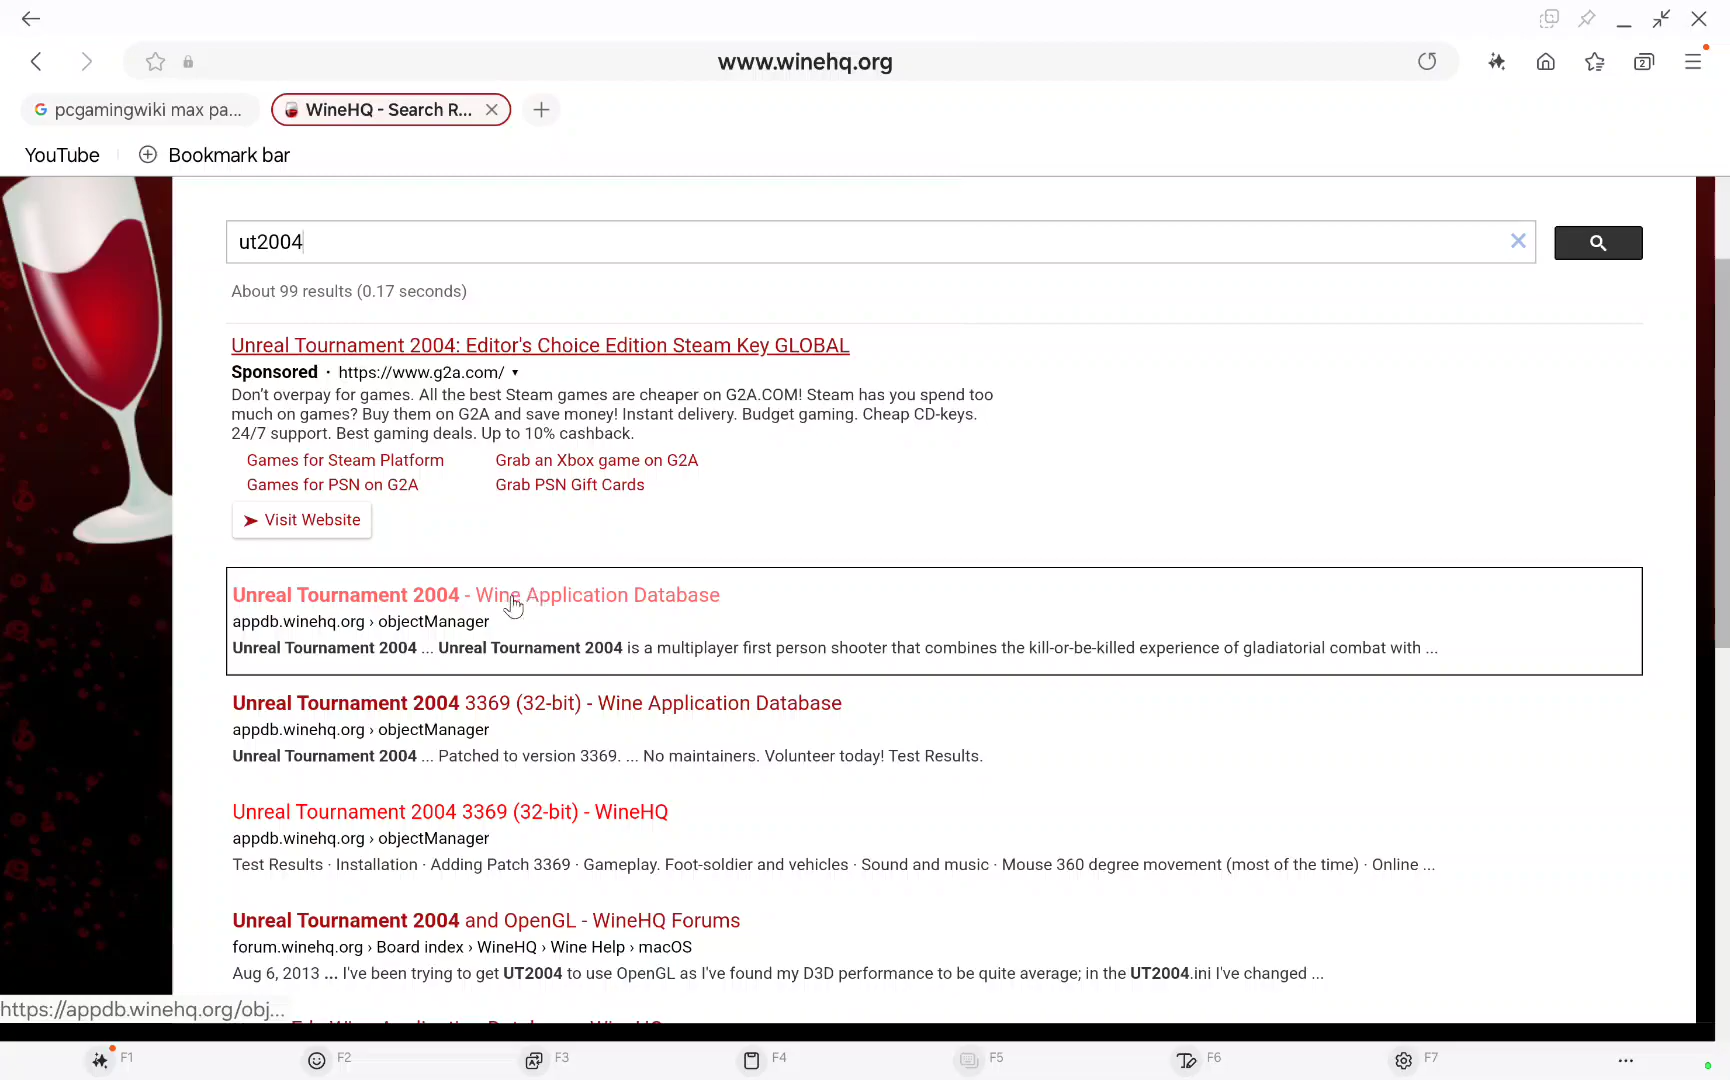 www.winehq.org
2
pcgamingwiki max pa...
WineHQ - Search R...
YouTube
Bookmark bar
ut2004
About 99 results (0.17 seconds)
Unreal Tournament 2004: Editor's Choice Edition Steam Key GLOBAL
Sponsored · https://www.g2a.com/
Don't overpay for games. All the best Steam games are cheaper on G2A.COM! Steam has you spend too
much on games? Buy them on G2A and save money! Instant delivery. Budget gaming. Cheap CD-keys.
24/7 support. Best gaming deals. Up to 10% cashback.
Games for Steam Platform Grab an Xbox game on G2A
Games for PSN on G2A Grab PSN Gift Cards
Visit Website
Unreal Tournament 2004 - Wine Application Database
appdb.winehq.org › objectManager
Unreal Tournament 2004 ... Unreal Tournament 2004 is a multiplayer first person shooter that combines the kill-or-be-killed experience of gladiatorial combat with ...
Unreal Tournament 2004 3369 (32-bit) - Wine Application Database
appdb.winehq.org › objectManager
Unreal Tournament 2004 ... Patched to version 3369. ... No maintainers. Volunteer today! Test Results.
Unreal Tournament 2004 3369 (32-bit) - WineHQ
appdb.winehq.org › objectManager
Test Results · Installation · Adding Patch 3369 · Gameplay. Foot-soldier and vehicles · Sound and music · Mouse 360 degree movement (most of the time) · Online ...
Unreal Tournament 2004 and OpenGL - WineHQ Forums
forum.winehq.org › Board index › WineHQ › Wine Help › macOS
Aug 6, 2013 ... I've been trying to get UT2004 to use OpenGL as I've found my D3D performance to be quite average; in the UT2004.ini I've changed ...
https://appdb.winehq.org/obj...
F1 F2 F3 F4 F5 F6 F7